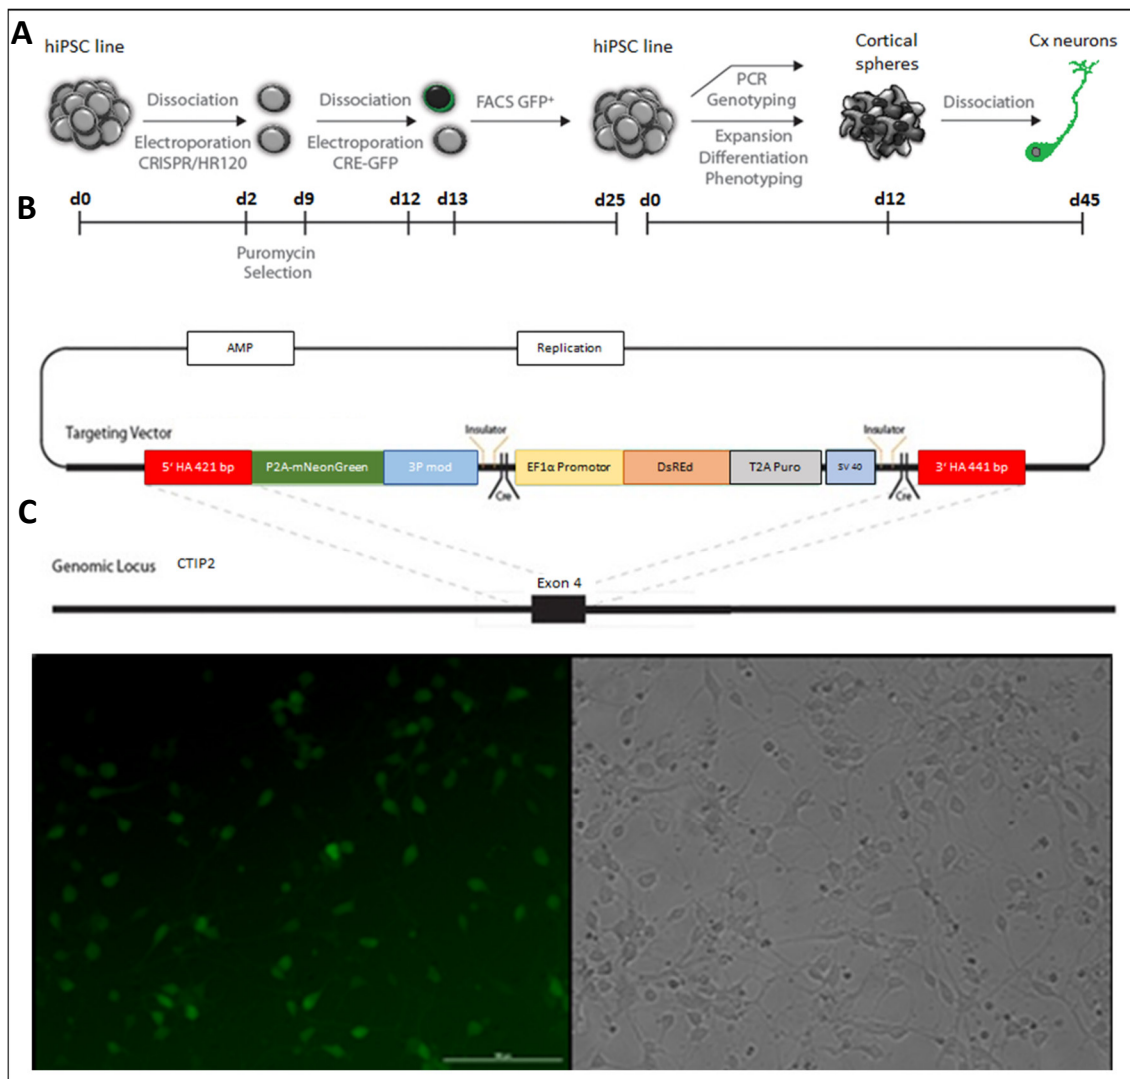 A
hiPSC line
hiPSC line
Cortical
spheres
Cx neurons
Dissociation
Electroporation
CRISPR/HR120
Dissociation
Electroporation
CRE-GFP
FACS GFP+
PCR
Genotyping
Expansion
Differentiation
Phenotyping
Dissociation
B
d0
d2
d9
d12
d13
d25
d0
d12
d45
Puromycin
Selection
AMP
Replication
Targeting Vector
Insulator
Insulator
5' HA 421 bp
P2A-mNeonGreen
3P mod
EF1α Promotor
DsREd
T2A Puro
SV 40
3' HA 441 bp
Cre
Cre
C
Genomic Locus
CTIP2
Exon 4